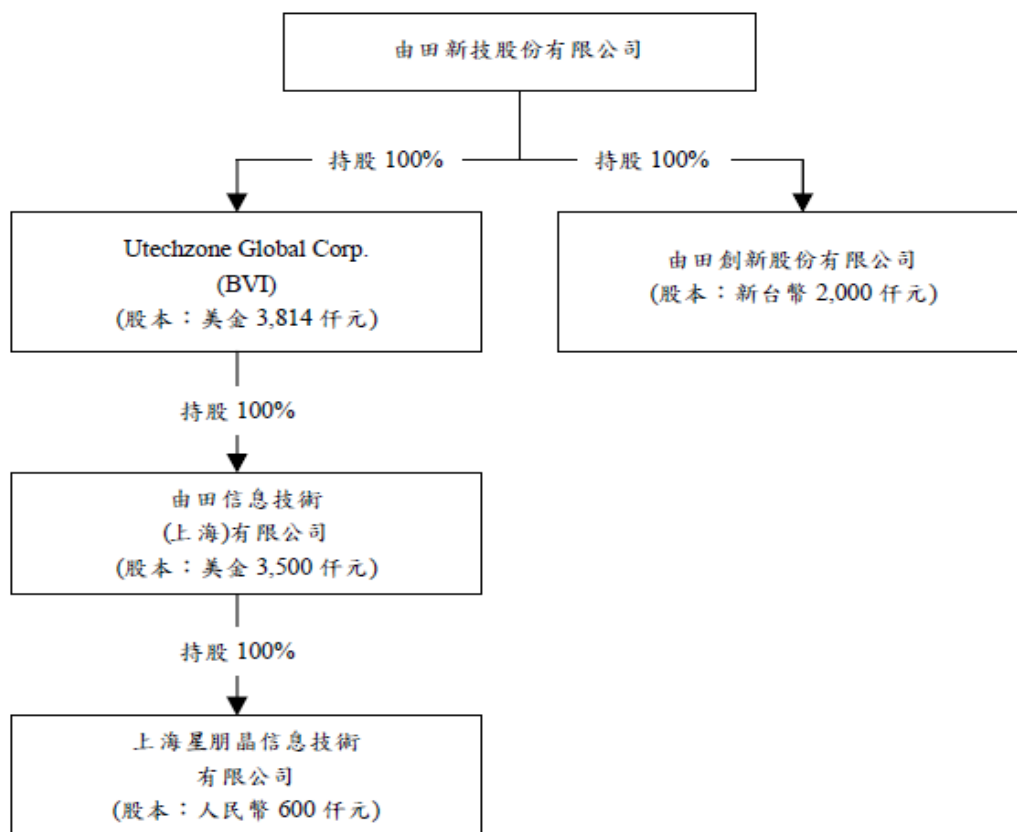 由田新技股份有限公司
持股 100%
持股 100%
Utechzone Global Corp.
(BVI)
(股本：美金 3,814 仟元)
由田創新股份有限公司
(股本：新台幣 2,000 仟元)
持股 100%
由田信息技術
(上海)有限公司
(股本：美金 3,500 仟元)
持股 100%
上海星朋晶信息技術
有限公司
(股本：人民幣 600 仟元)